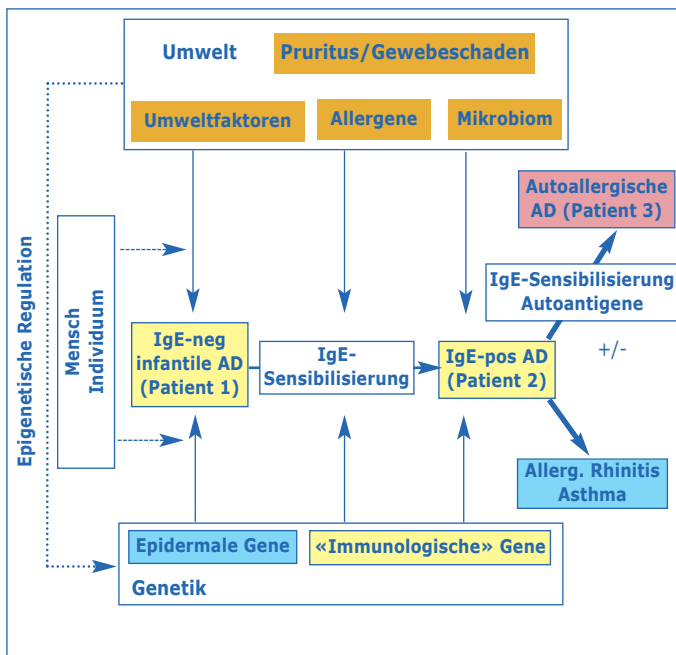 Umwelt
Pruritus/Gewebeschaden
Umweltfaktoren
Allergene
Mikrobiom
Epigenetische Regulation
Mensch
Individuum
IgE-neg
infantile AD
(Patient 1)
IgE-
Sensibilisierung
IgE-pos AD
(Patient 2)
Autoallergische
AD (Patient 3)
IgE-Sensibilisierung
Autoantigene
+/-
Allerg. Rhinitis
Asthma
Epidermale Gene
«Immunologische» Gene
Genetik